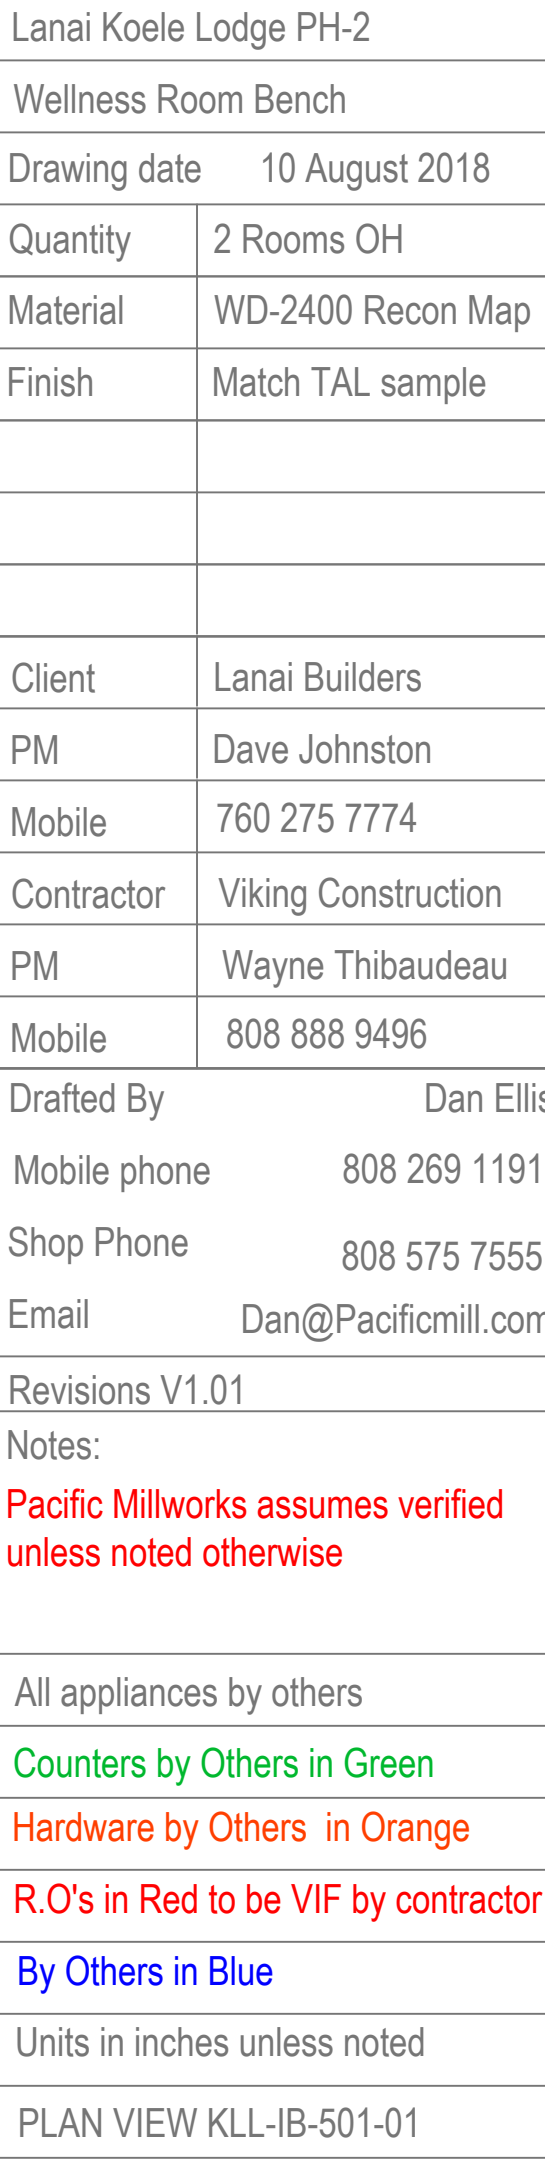 Lanai Koele Lodge PH-2
Wellness Room Bench
Drawing date 10 August 2018
Quantity 2 Rooms OH
Material WD-2400 Recon Map
Finish Match TAL sample
Client Lanai Builders
PM Dave Johnston
Mobile 760 275 7774
Contractor Viking Construction
PM Wayne Thibaudeau
Mobile 808 888 9496
Drafted By Dan Ellis
Mobile phone 808 269 1191
Shop Phone 808 575 7555
Email Dan@Pacificmill.com
Revisions V1.01
Notes:
Pacific Millworks assumes verified
unless noted otherwise
All appliances by others
Counters by Others in Green
Hardware by Others in Orange
R.O's in Red to be VIF by contractor
By Others in Blue
Units in inches unless noted
PLAN VIEW KLL-IB-501-01